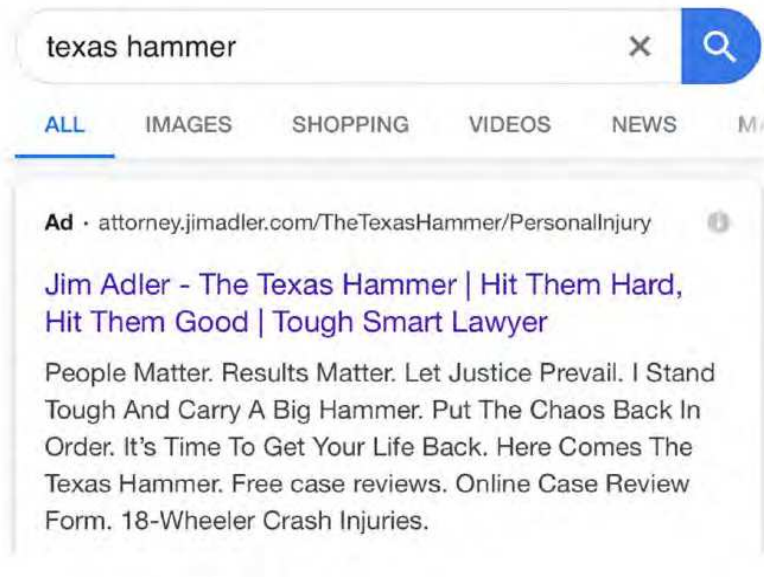 texas hammer
ALL IMAGES SHOPPING VIDEOS NEWS
Ad · attorney.jimadler.com/TheTexasHammer/PersonalInjury
Jim Adler - The Texas Hammer | Hit Them Hard,
Hit Them Good | Tough Smart Lawyer
People Matter. Results Matter. Let Justice Prevail. I Stand
Tough And Carry A Big Hammer. Put The Chaos Back In
Order. It's Time To Get Your Life Back. Here Comes The
Texas Hammer. Free case reviews. Online Case Review
Form. 18-Wheeler Crash Injuries.